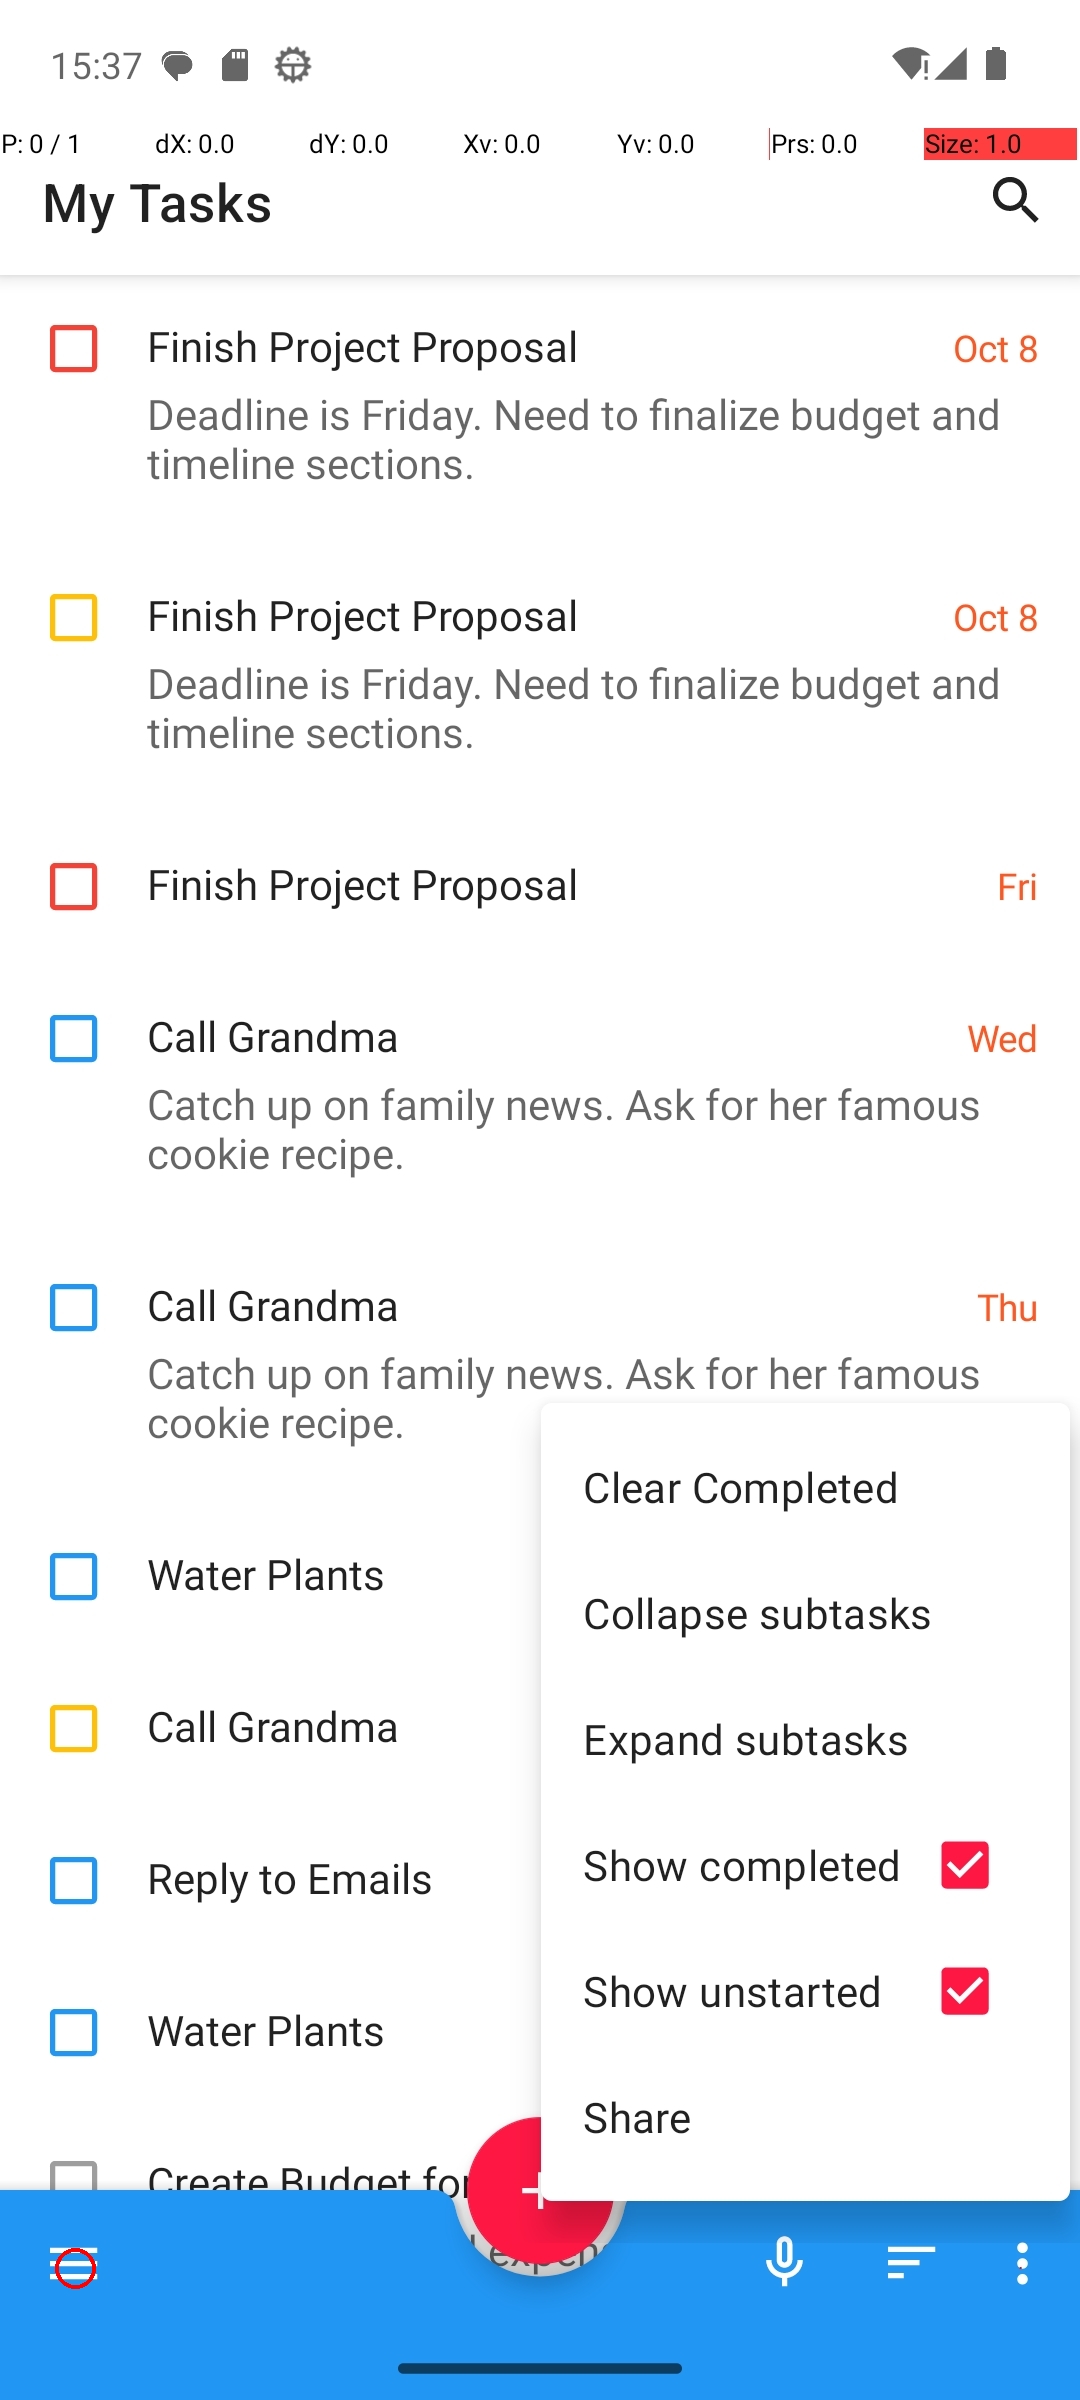 15:37
P: 0 / 1 dX: 0.0 dY: 0.0 Xv: 0.0 Yv: 0.0 Prs: 0.0 Size: 1.0
My Tasks
Finish Project Proposal Oct 8
Deadline is Friday. Need to finalize budget and
timeline sections.
Finish Project Proposal Oct 8
Deadline is Friday. Need to finalize budget and
timeline sections.
Finish Project Proposal Fri
Call Grandma Wed
Catch up on family news. Ask for her famous
cookie recipe.
Call Grandma Thu
Catch up on family news. Ask for her famous
cookie recipe.
Clear Completed
Water Plants
Collapse subtasks
Call Grandma
Expand subtasks
Reply to Emails
Show completed
Water Plants
Show unstarted
Share
Create Budget for